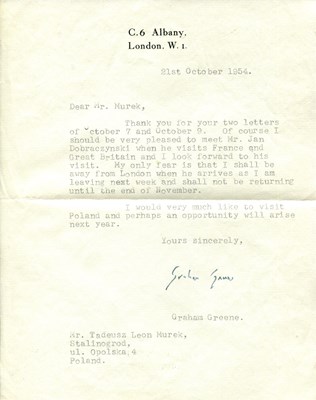 C.6 Albany,
London, W.1.
21st October 1954.
Dear Mr. Murek,
Thank you for your two letters
of October 7 and October 9. Of course I
should be very pleased to meet Mr. Jan
Dobraczynski when he visits France qnd
Great Britain and I look forward to his
visit. My only fear is that I shall be
away from London when he arrives as I am
leaving next week and shall not be returning
until the end of November.
I would very much like to visit
Poland and perhaps an opportunity will arise
next year.
Yours sincerely,
Graham Greene
Graham Greene.
Mr. Tadeusz Leon Murek,
Stalinogrod,
ul. Opolska,4
Poland.